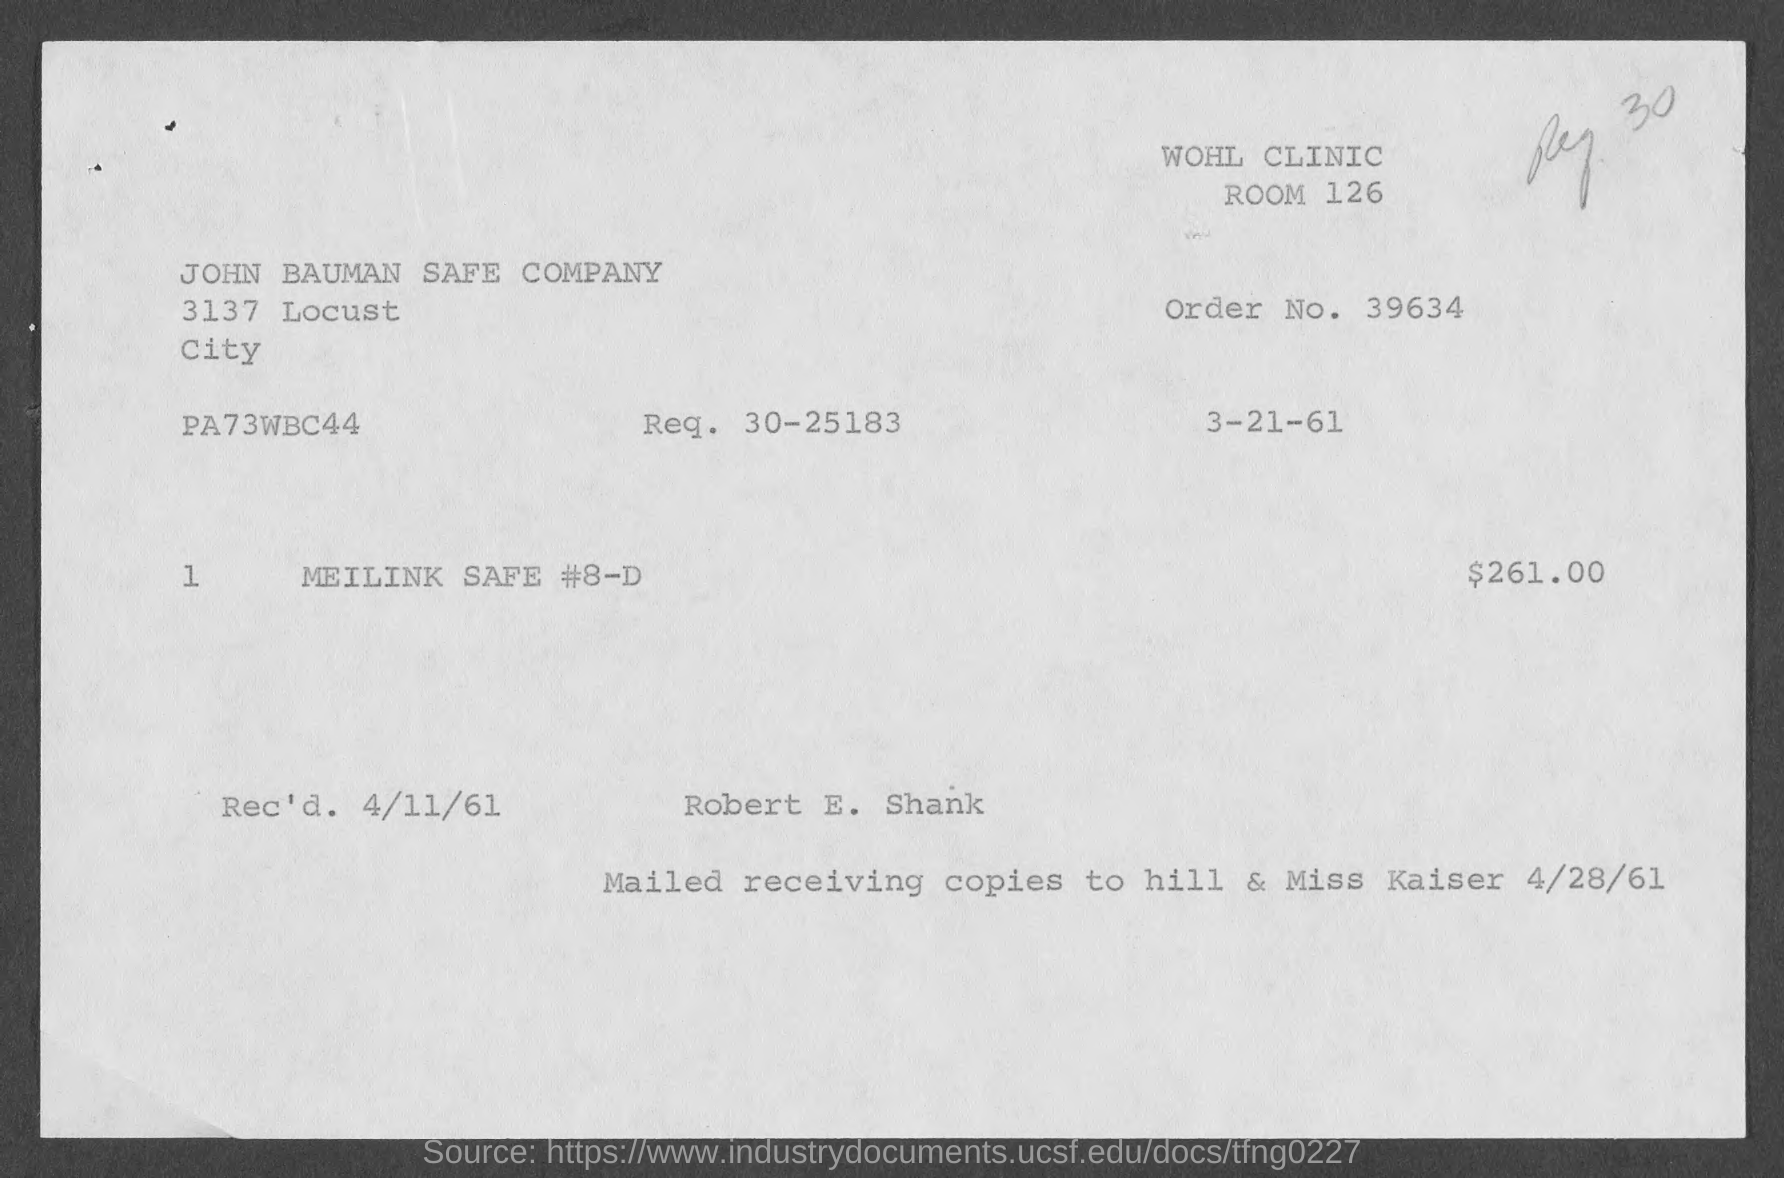 Req. 30
WOHL CLINIC
ROOM 126
JOHN BAUMAN SAFE COMPANY
3137 Locust
City
Order No. 39634
PA73WBC44 Req. 30-25183 3-21-61
1 MEILINK SAFE #8-D $261.00
Rec'd. 4/11/61 Robert E. Shank
Mailed receiving copies to hill & Miss Kaiser 4/28/61
Source: https://www.industrydocuments.ucsf.edu/docs/tfng0227